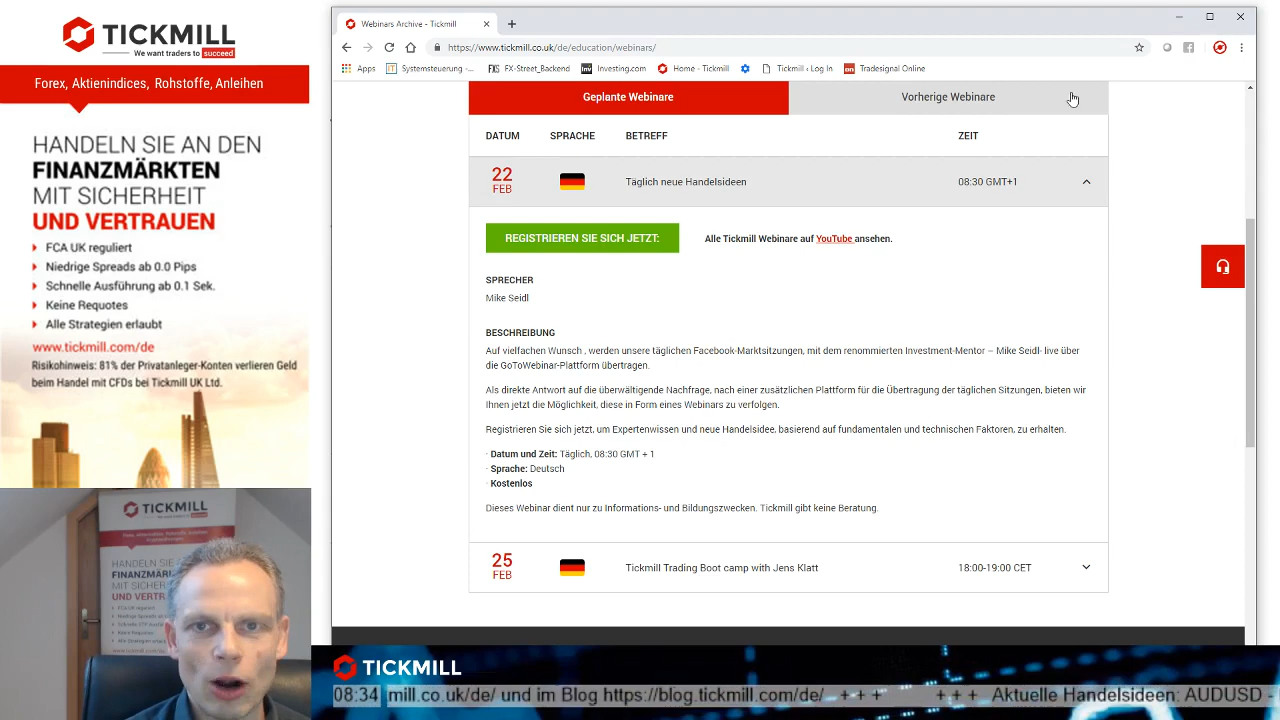 TICKMILL
We want traders to succeed
Forex, Aktienindices, Rohstoffe, Anleihen
HANDELN SIE AN DEN
FINANZMÄRKTEN
MIT SICHERHEIT
UND VERTRAUEN
FCA UK reguliert
Niedrige Spreads ab 0.0 Pips
Schnelle Ausführung ab 0.1 Sek.
Keine Requotes
Alle Strategien erlaubt
www.tickmill.com/de
Risikohinweis: 81% der Privatanleger-Konten verlieren Geld
beim Handel mit CFDs bei Tickmill UK Ltd.
Webinars Archive - Tickmill
https://www.tickmill.co.uk/de/education/webinars/
Apps Systemsteuerung -... FXS FX-Street_Backend Inv Investing.com Home - Tickmill Tickmill - Log In Tradesignal Online
Geplante Webinare Vorherige Webinare
DATUM SPRACHE BETREFF ZEIT
22 FEB Täglich neue Handelsideen 08:30 GMT+1
REGISTRIEREN SIE SICH JETZT: Alle Tickmill Webinare auf YouTube ansehen.
SPRECHER
Mike Seidl
BESCHREIBUNG
Auf vielfachen Wunsch , werden unsere täglichen Facebook-Marktsitzungen, mit dem renommierten Investment-Mentor – Mike Seidl- live über
die GoToWebinar-Plattform übertragen.
Als direkte Antwort auf die überwältigende Nachfrage, nach einer zusätzlichen Plattform für die Übertragung der täglichen Sitzungen, bieten wir
Ihnen jetzt die Möglichkeit, diese in Form eines Webinars zu verfolgen.
Registrieren Sie sich jetzt, um Expertenwissen und neue Handelsidee, basierend auf fundamentalen und technischen Faktoren, zu erhalten.
· Datum und Zeit: Täglich, 08:30 GMT + 1
· Sprache: Deutsch
· Kostenlos
Dieses Webinar dient nur zu Informations- und Bildungszwecken. Tickmill gibt keine Beratung.
25 FEB Tickmill Trading Boot camp with Jens Klatt 18:00-19:00 CET
TICKMILL
HANDELN SIE AN DEN
FINANZMÄ
MIT SICHER
UND VERTR
TICKMILL
08:34 .mill.co.uk/de/ und im Blog https://blog.tickmill.com/de/ + + + + + + Aktuelle Handelsideen: AUDUSD -